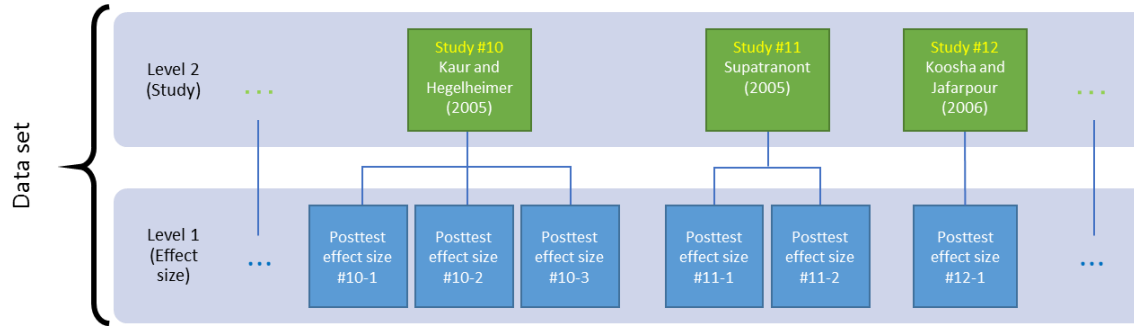 Data set
Level 2
(Study)
...
Study #10
Kaur and
Hegelheimer
(2005)
Study #11
Supatranont
(2005)
Study #12
Koosha and
Jafarpour
(2006)
...
Level 1
(Effect
size)
...
Posttest
effect size
#10-1
Posttest
effect size
#10-2
Posttest
effect size
#10-3
Posttest
effect size
#11-1
Posttest
effect size
#11-2
Posttest
effect size
#12-1
...